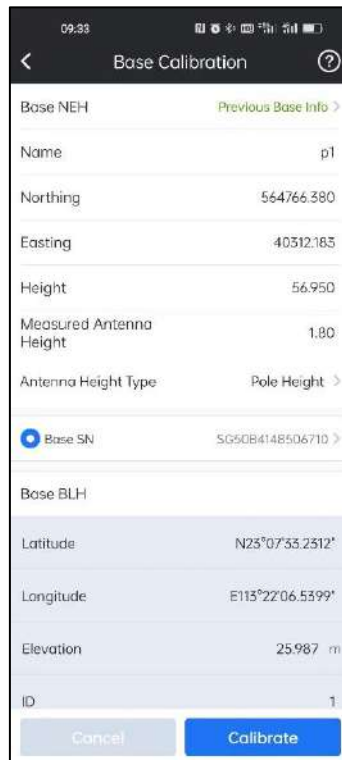 09:33
Base Calibration
Base NEH Previous Base Info >
Name p1
Northing 564766.380
Easting 40312.183
Height 56.950
Measured Antenna
Height 1.80
Antenna Height Type Pole Height >
Base SN SG50B4148506710 >
Base BLH
Latitude N23°07'33.2312"
Longitude E113°22'06.5399"
Elevation 25.987 m
ID 1
Cancel Calibrate